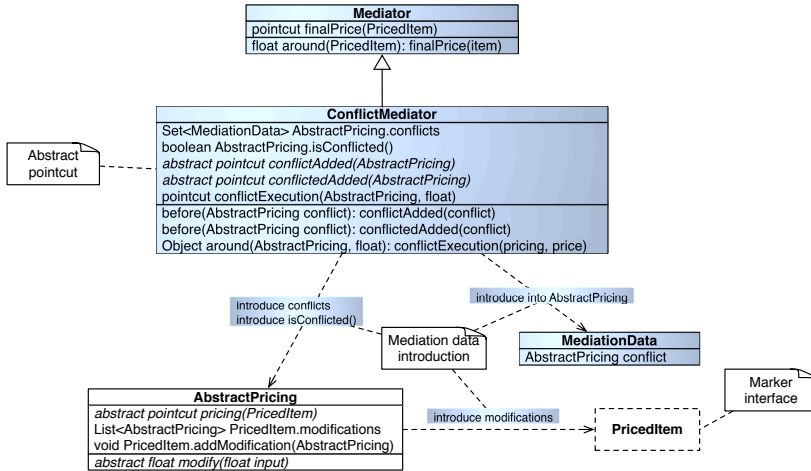 Mediator
pointcut finalPrice(PricedItem)
float around(PricedItem): finalPrice(item)
ConflictMediator
Set<MediationData> AbstractPricing.conflicts
boolean AbstractPricing.isConflicted()
abstract pointcut conflictAdded(AbstractPricing)
abstract pointcut conflictedAdded(AbstractPricing)
pointcut conflictExecution(AbstractPricing, float)
before(AbstractPricing conflict): conflictAdded(conflict)
before(AbstractPricing conflict): conflictedAdded(conflict)
Object around(AbstractPricing, float): conflictExecution(pricing, price)
Abstract
pointcut
introduce conflicts
introduce isConflicted()
introduce into AbstractPricing
Mediation data
introduction
MediationData
AbstractPricing conflict
AbstractPricing
abstract pointcut pricing(PricedItem)
List<AbstractPricing> PricedItem.modifications
void PricedItem.addModification(AbstractPricing)
abstract float modify(float input)
introduce modifications
PricedItem
Marker
interface